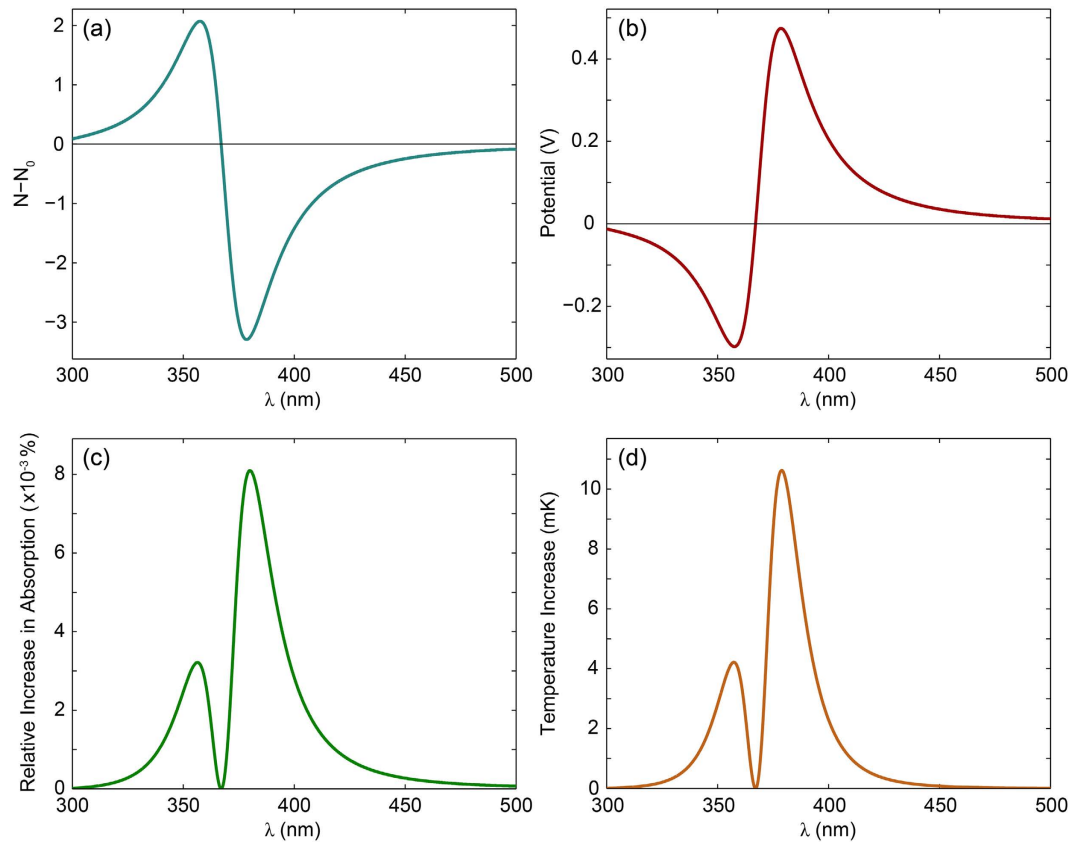 (a)
2
1
0
−1
−2
−3
N−N₀
300 350 400 450 500
λ (nm)
(b)
0.4
0.2
0
−0.2
Potential (V)
300 350 400 450 500
λ (nm)
(c)
8
6
4
2
0
Relative Increase in Absorption (x10⁻³ %)
300 350 400 450 500
λ (nm)
(d)
10
8
6
4
2
0
Temperature Increase (mK)
300 350 400 450 500
λ (nm)